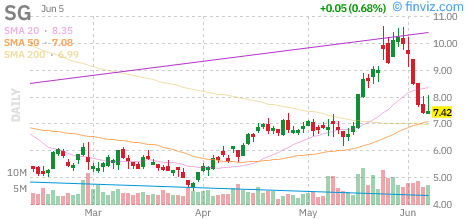 SG Jun 5 +0.05 (0.68%) © finviz.com
SMA 20 • 8.35
SMA 50 • 7.08
SMA 200 • 6.99
11.00
10.00
9.00
8.00
7.42
7.00
6.00
5.00
4.00
DAILY
10M
5M
Mar Apr May Jun